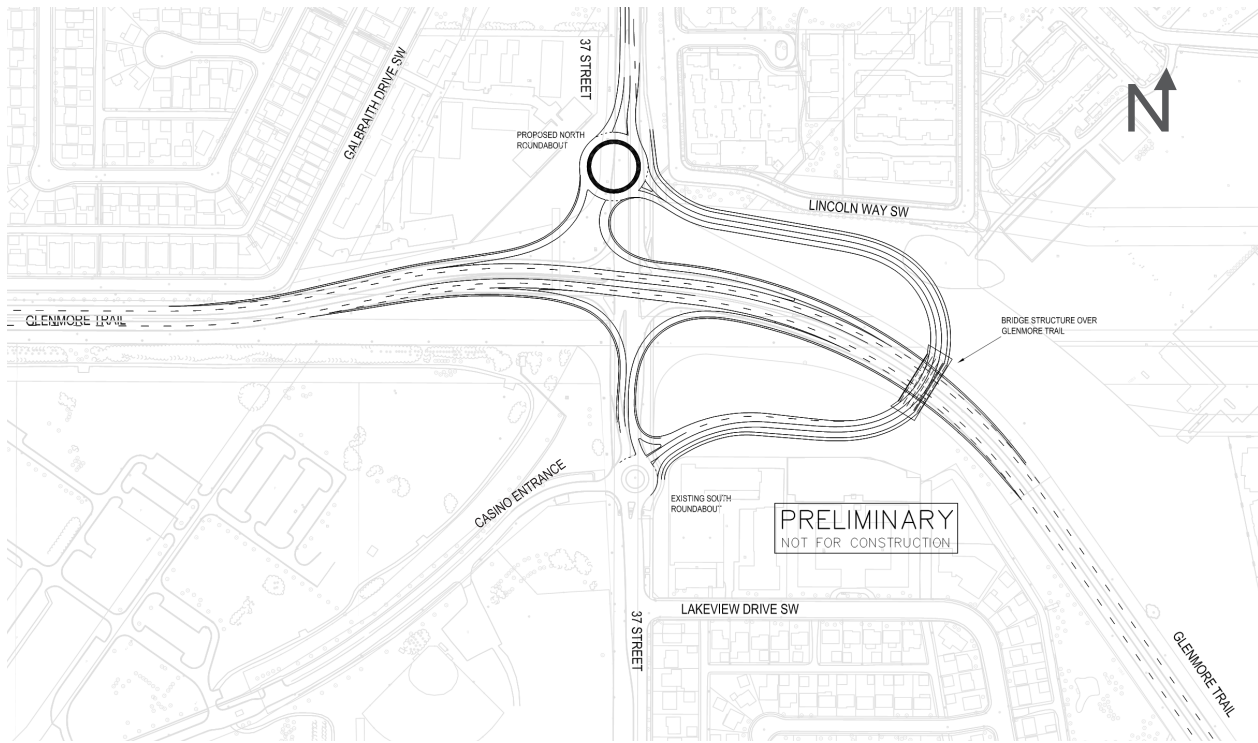 37 STREET
GALBRAITH DRIVE SW
N
PROPOSED NORTH
ROUNDABOUT
LINCOLN WAY SW
GLENMORE TRAIL
BRIDGE STRUCTURE OVER
GLENMORE TRAIL
CASINO ENTRANCE
EXISTING SOUTH
ROUNDABOUT
PRELIMINARY
NOT FOR CONSTRUCTION
LAKEVIEW DRIVE SW
37 STREET
GLENMORE TRAIL